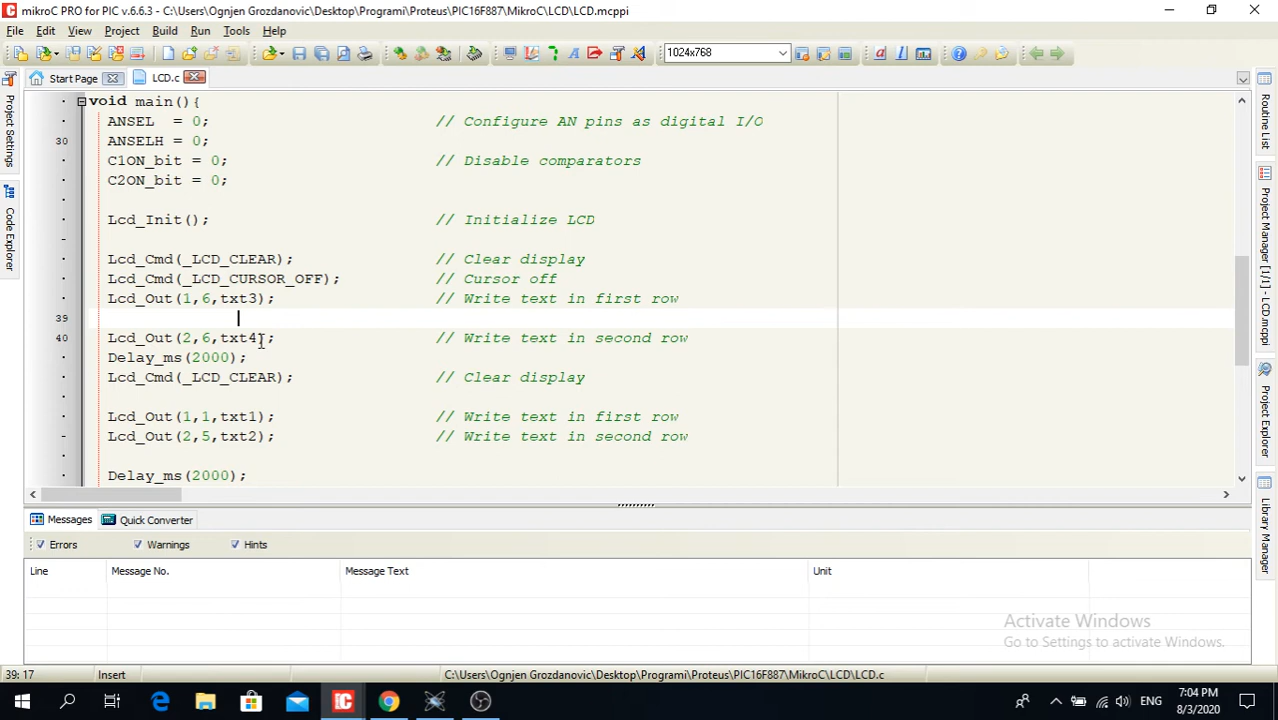 mikroC PRO for PIC v.6.6.3 - C:\Users\Ognjen Grozdanovic\Desktop\Programi\Proteus\PIC16F887\MikroC\LCD\LCD.mcppi
File Edit View Project Build Run Tools Help
1024x768
Start Page LCD.c
void main(){
ANSEL  = 0; // Configure AN pins as digital I/O
30 ANSELH = 0;
C1ON_bit = 0; // Disable comparators
C2ON_bit = 0;
Lcd_Init(); // Initialize LCD
Lcd_Cmd(_LCD_CLEAR); // Clear display
Lcd_Cmd(_LCD_CURSOR_OFF); // Cursor off
Lcd_Out(1,6,txt3); // Write text in first row
39
40 Lcd_Out(2,6,txt4); // Write text in second row
Delay_ms(2000);
Lcd_Cmd(_LCD_CLEAR); // Clear display
Lcd_Out(1,1,txt1); // Write text in first row
Lcd_Out(2,5,txt2); // Write text in second row
Delay_ms(2000);
Project Settings
Code Explorer
Routine List
Project Manager [1/1] - LCD.mcppi
Project Explorer
Library Manager
Messages Quick Converter
Errors Warnings Hints
Line Message No. Message Text Unit
Activate Windows
Go to Settings to activate Windows.
39: 17 Insert C:\Users\Ognjen Grozdanovic\Desktop\Programi\Proteus\PIC16F887\MikroC\LCD\LCD.c
ENG
7:04 PM
8/3/2020